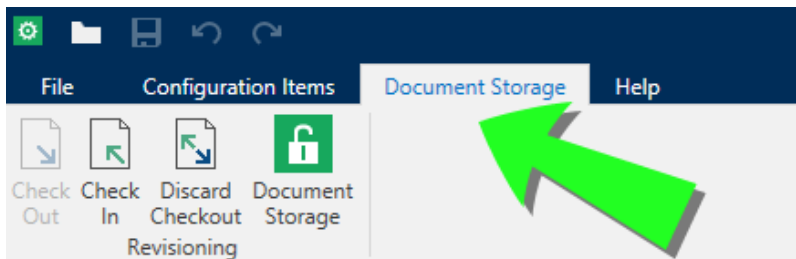 File Configuration Items Document Storage Help
Check Check Discard Document
Out In Checkout Storage
Revisioning